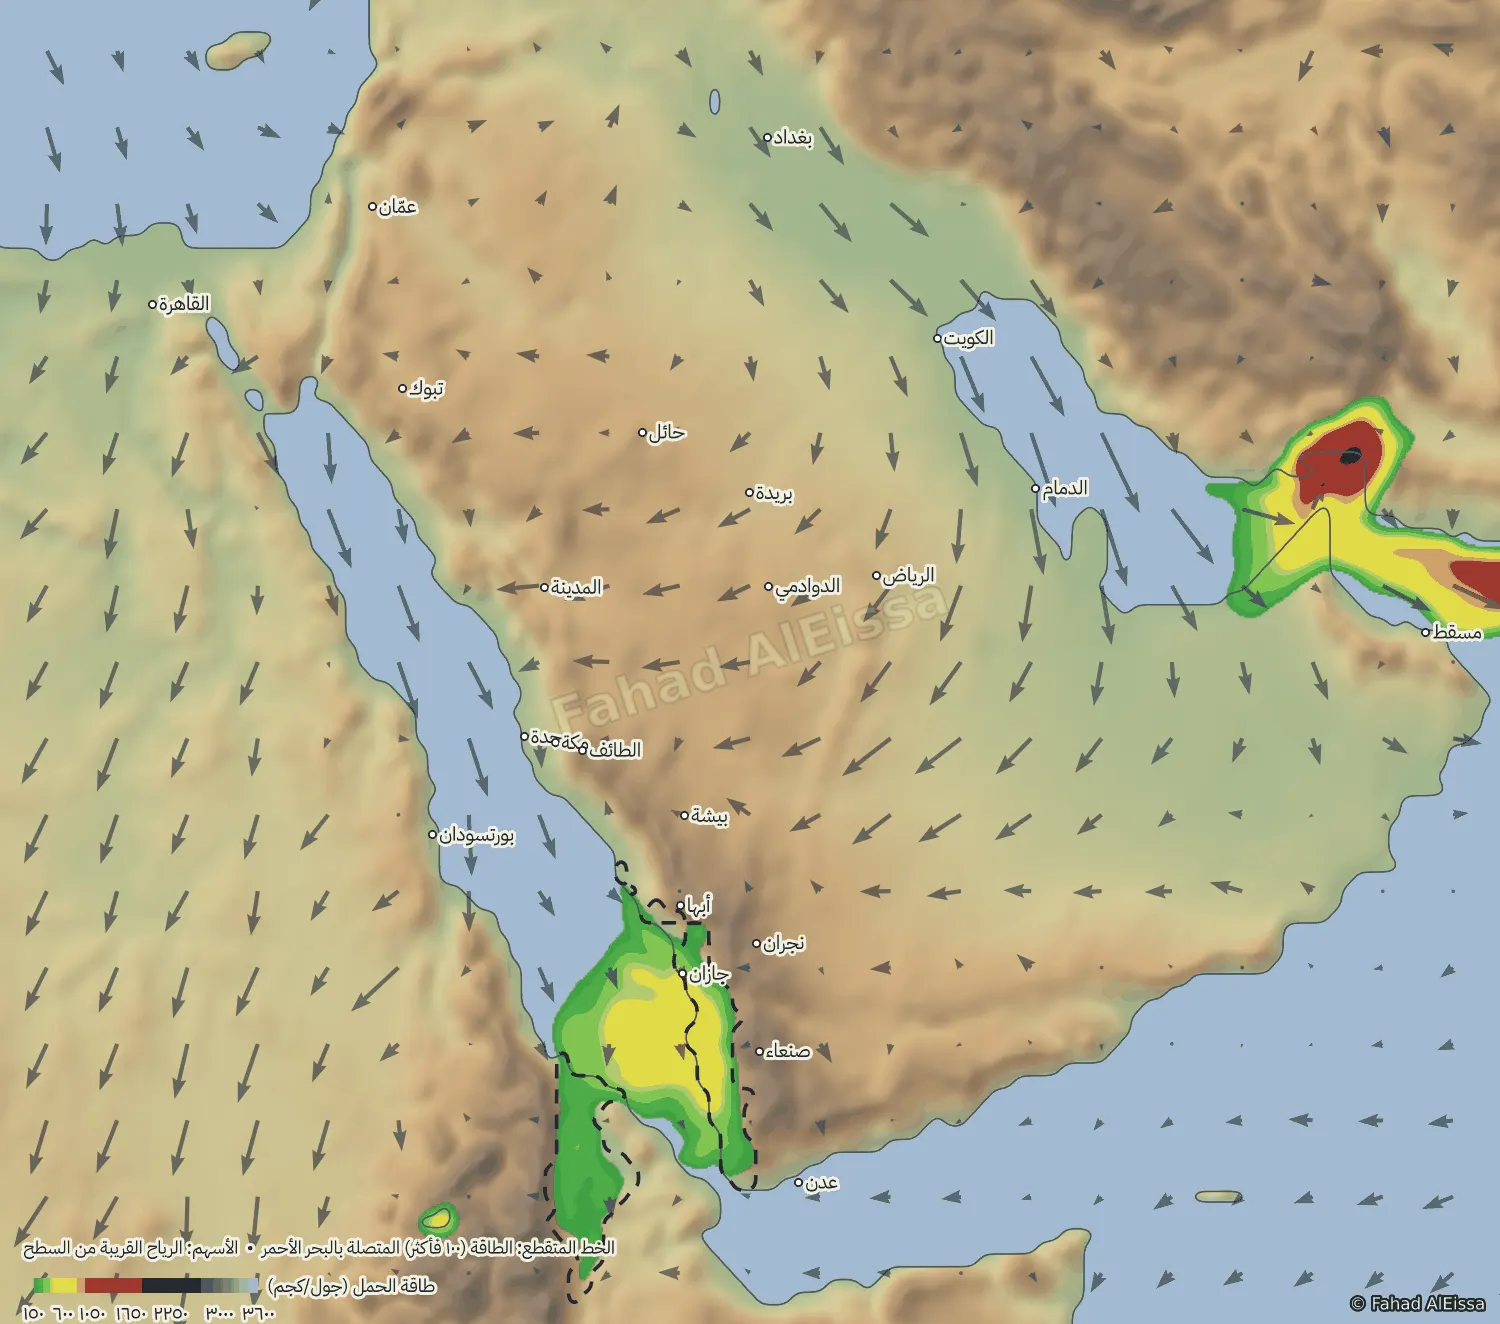 بغداد
عمّان
القاهرة
الكويت
تبوك
حائل
بريدة
الدمام
الرياض
الدوادمي
المدينة
مسقط
جدة
مكة
الطائف
بيشة
بورتسودان
أبها
نجران
جازان
صنعاء
عدن
Fahad AlEissa
الخط المتقطع: الطاقة (١٠٠ فأكثر) المتصلة بالبحر الأحمر • الأسهم: الرياح القريبة من السطح
طاقة الحمل (جول/كجم)
١٥٠ ٦٠٠ ١٠٥٠ ١٦٥٠ ٢٢٥٠ ٣٠٠٠ ٣٦٠٠
© Fahad AlEissa